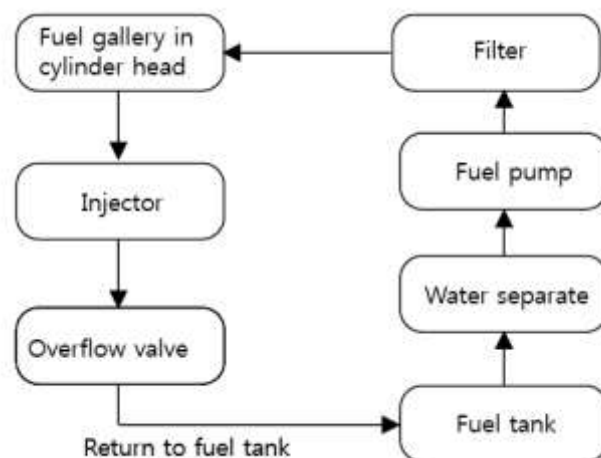 Fuel gallery in
cylinder head
Filter
Injector
Fuel pump
Overflow valve
Water separate
Return to fuel tank
Fuel tank